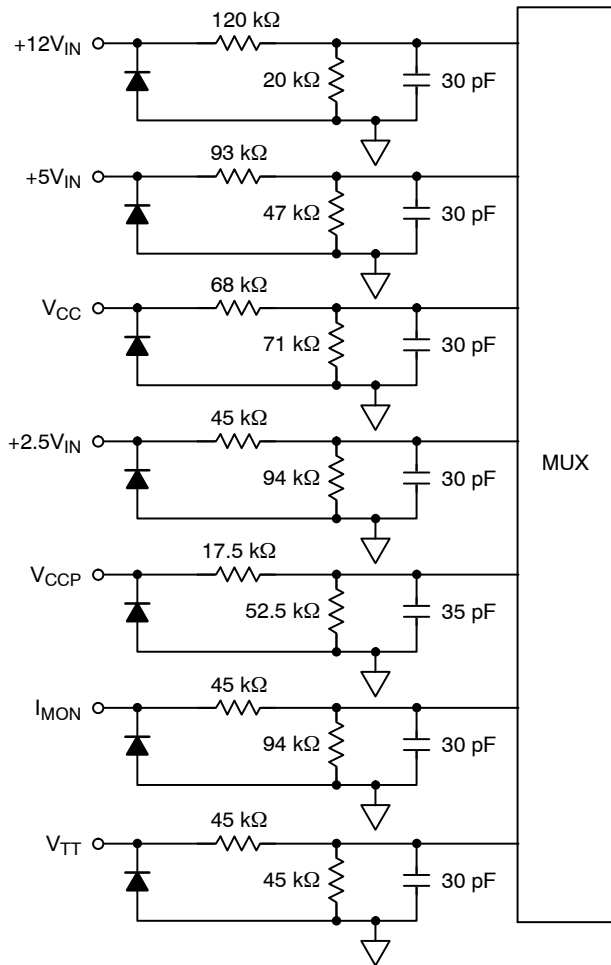 120 kΩ
+12V_IN
20 kΩ
30 pF
93 kΩ
+5V_IN
47 kΩ
30 pF
68 kΩ
V_CC
71 kΩ
30 pF
45 kΩ
+2.5V_IN
94 kΩ
30 pF
MUX
17.5 kΩ
V_CCP
52.5 kΩ
35 pF
45 kΩ
I_MON
94 kΩ
30 pF
45 kΩ
V_TT
45 kΩ
30 pF